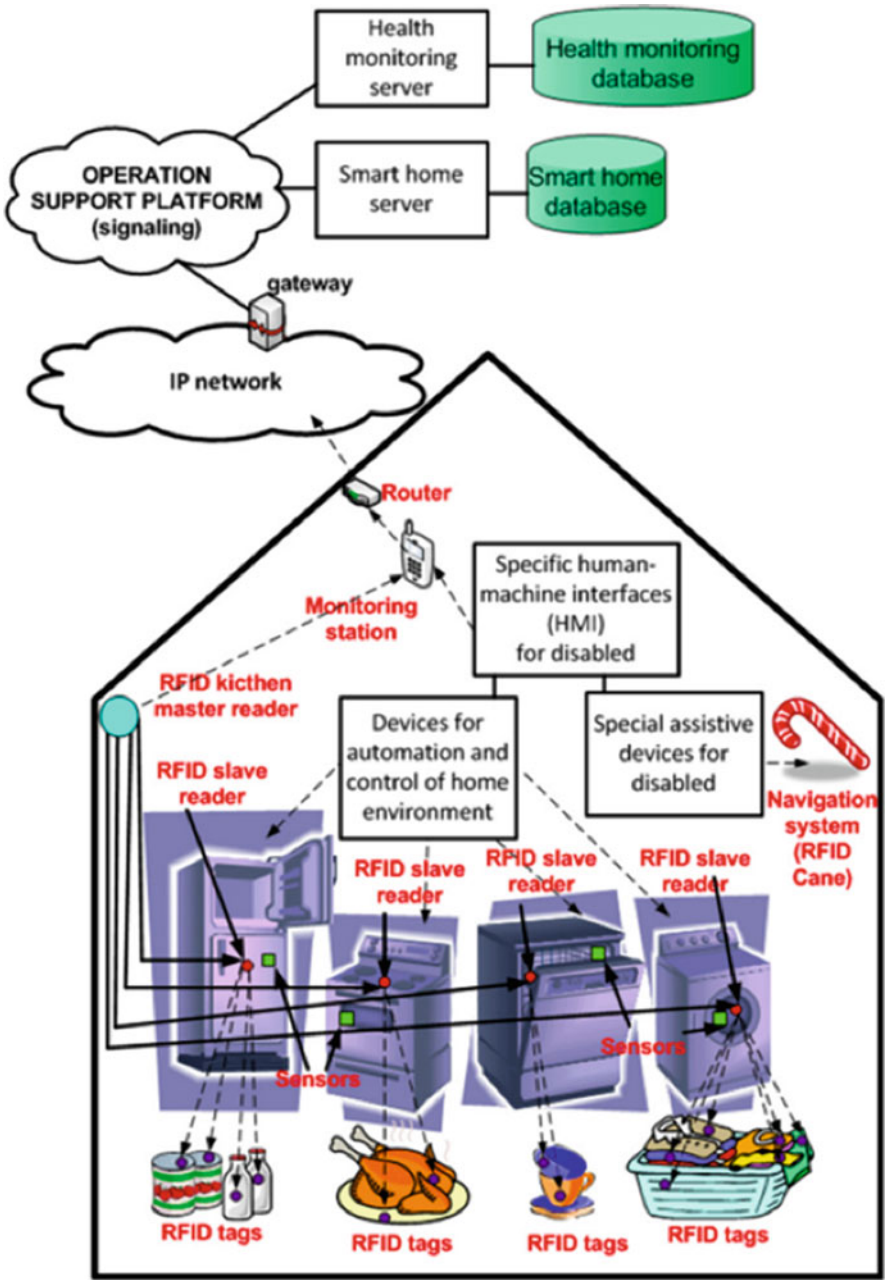 Health
monitoring
server
Health monitoring
database
OPERATION
SUPPORT PLATFORM
(signaling)
Smart home
server
Smart home
database
gateway
IP network
Router
Monitoring
station
Specific human-
machine interfaces
(HMI)
for disabled
RFID kicthen
master reader
Devices for
automation and
control of home
environment
Special assistive
devices for
disabled
Navigation
system
(RFID
Cane)
RFID slave
reader
RFID slave
reader
RFID slave
reader
RFID slave
reader
Sensors
Sensors
RFID tags
RFID tags
RFID tags
RFID tags